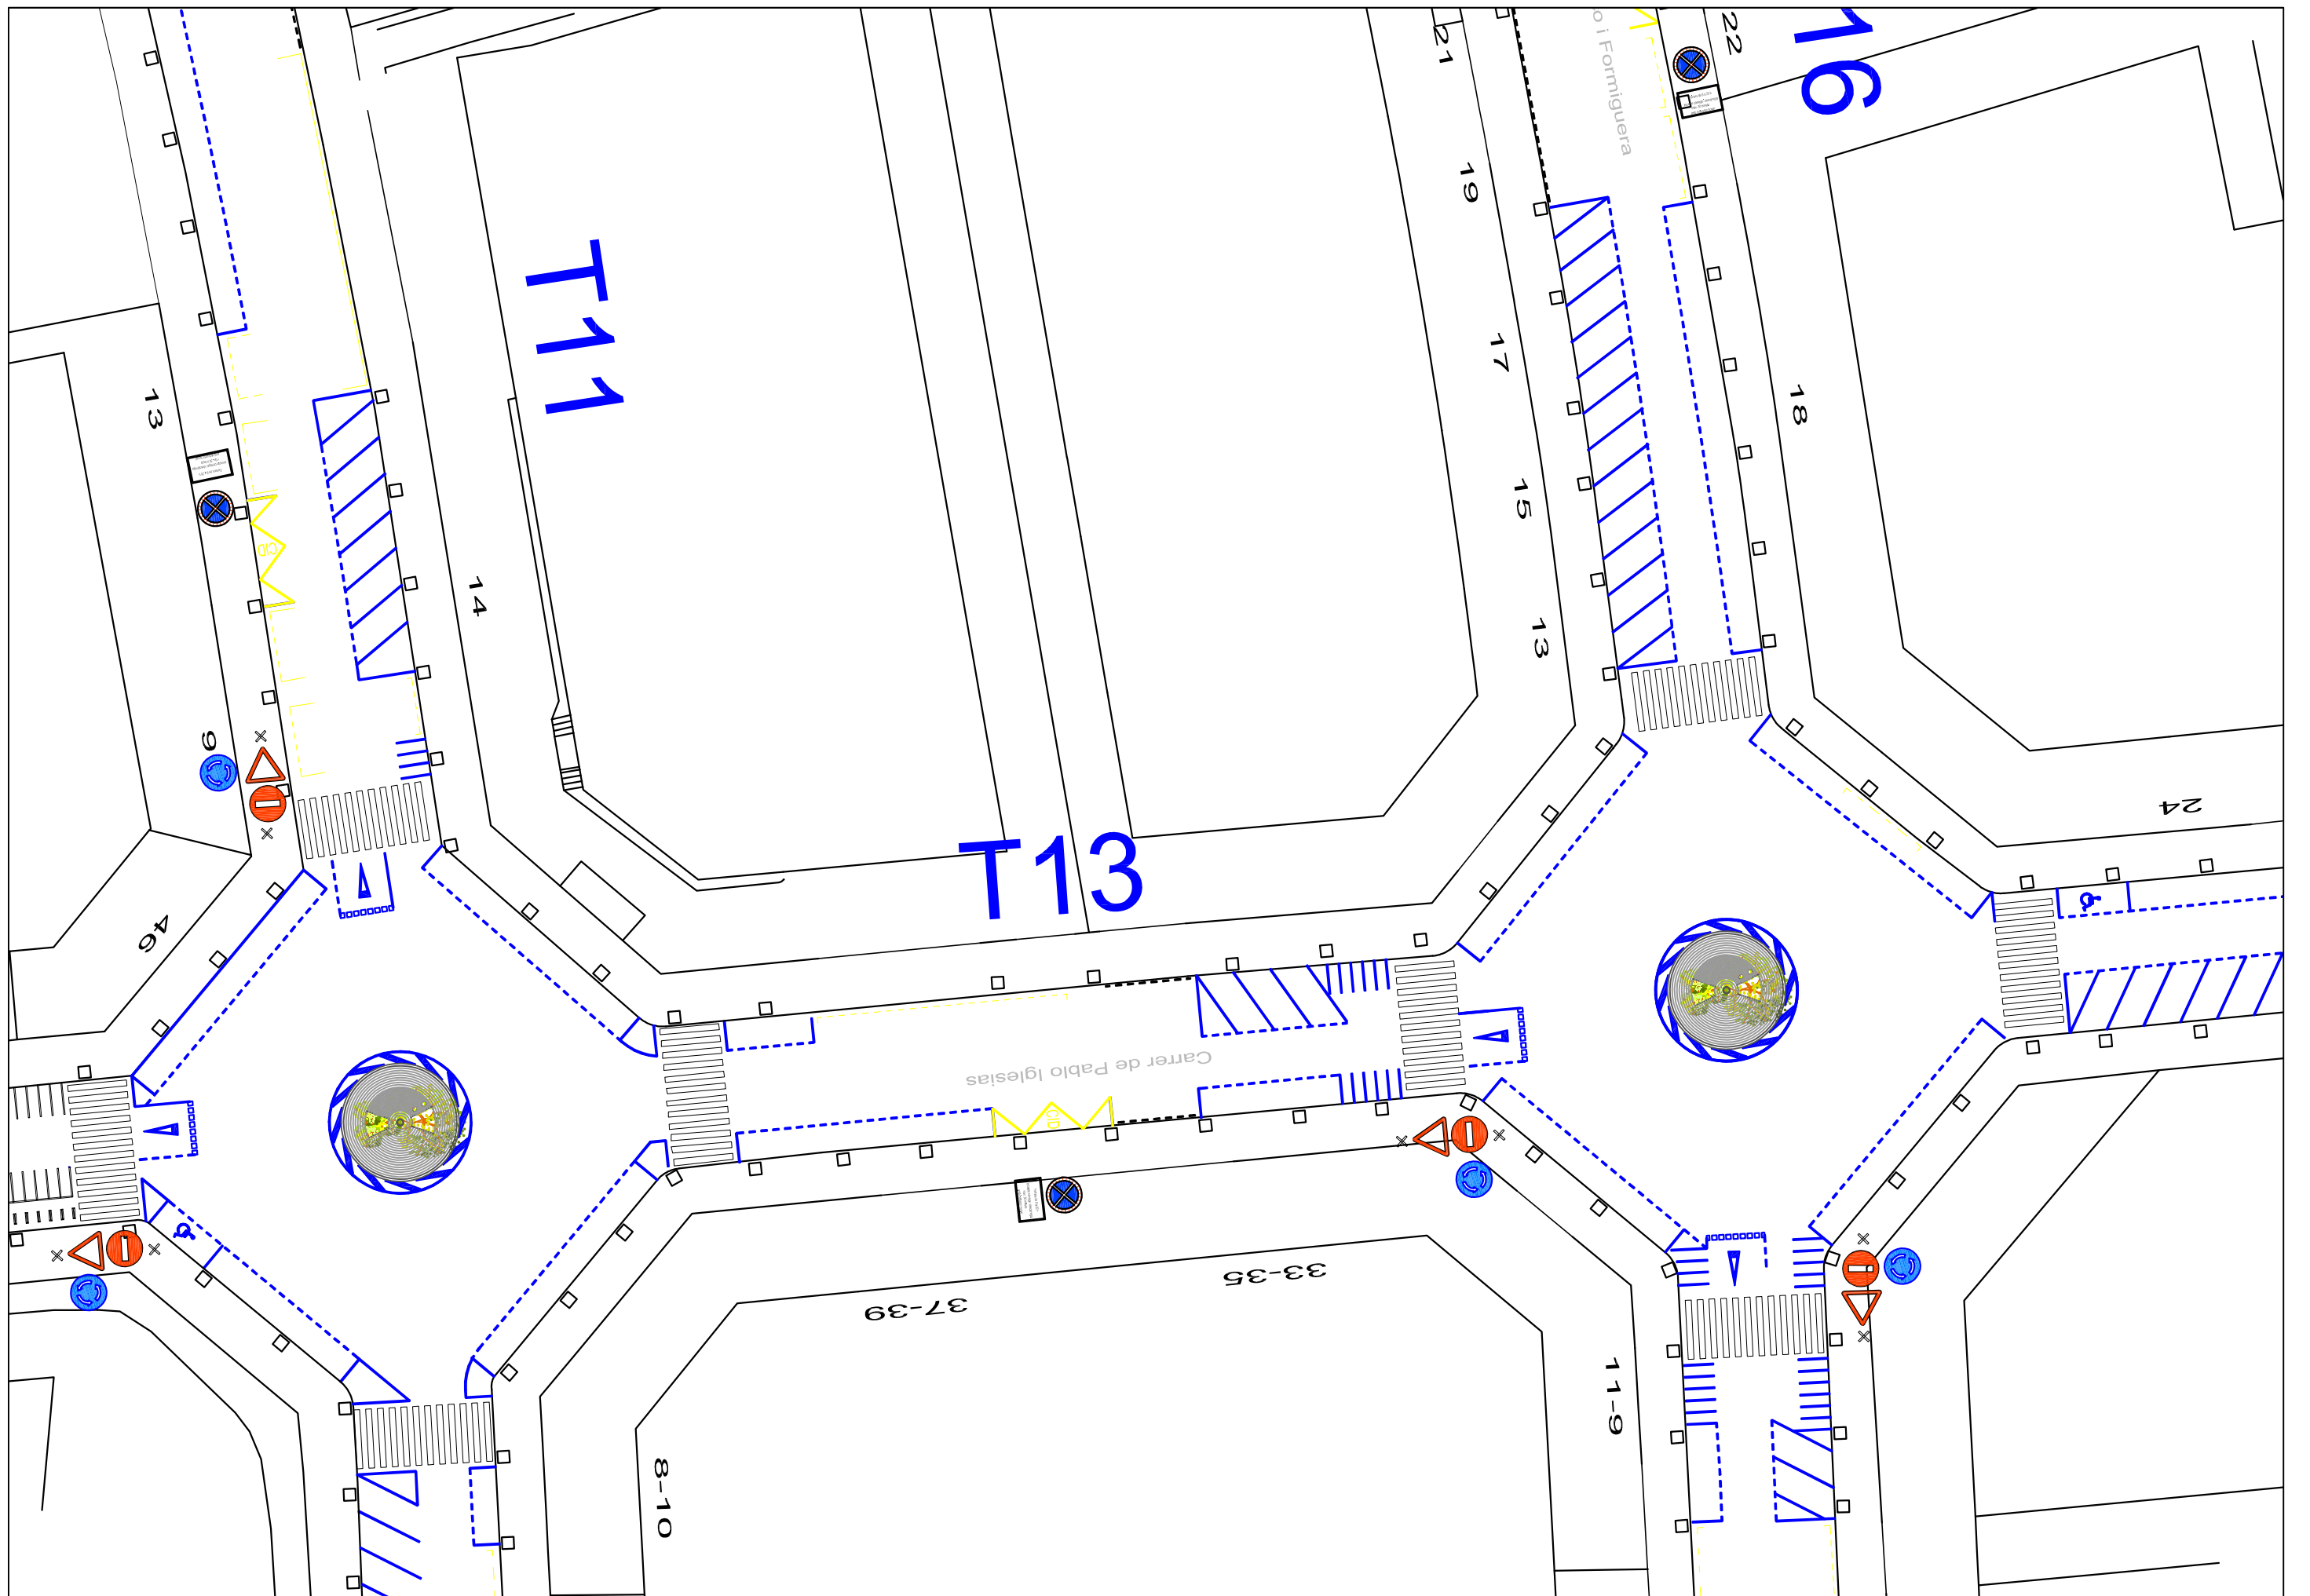 21
o i Formiguera
22
16
19
T11
17
13
18
15
14
13
9
24
T13
46
Carrer de Pablo Iglesias
C/D
C/D
33-35
37-39
11-9
8-10